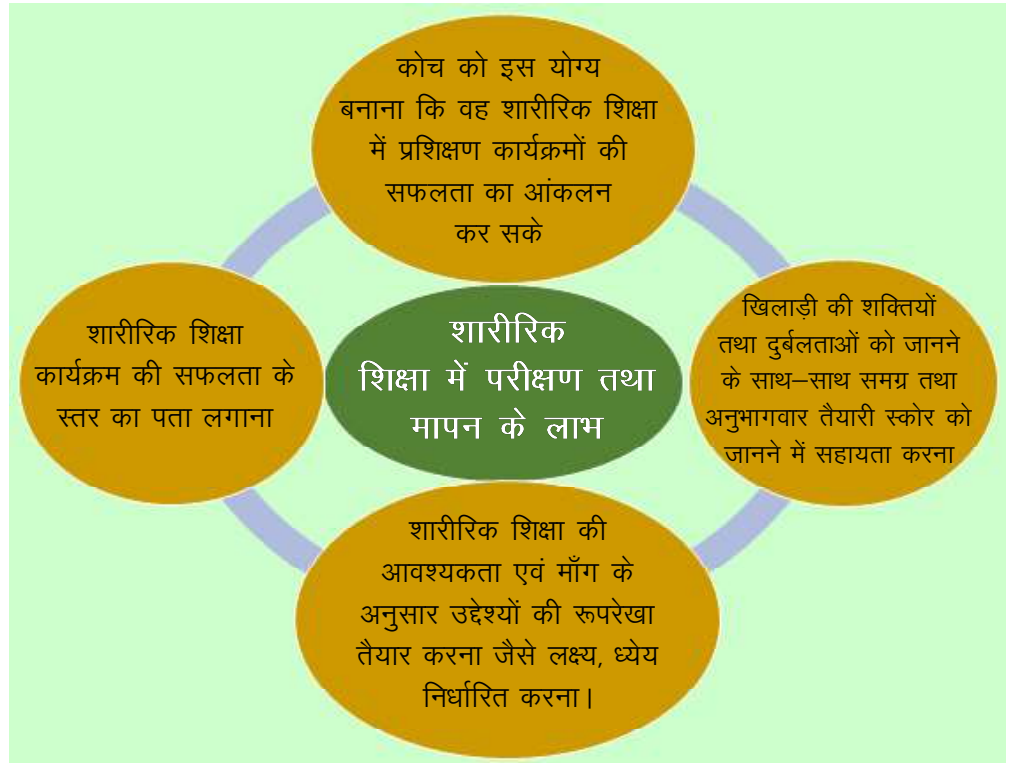 कोच को इस योग्य
बनाना कि वह शारीरिक शिक्षा
में प्रशिक्षण कार्यक्रमों की
सफलता का आंकलन
कर सके
शारीरिक शिक्षा
कार्यक्रम की सफलता के
स्तर का पता लगाना
शारीरिक
शिक्षा में परीक्षण तथा
मापन के लाभ
खिलाड़ी की शक्तियों
तथा दुर्बलताओं को जानने
के साथ–साथ समग्र तथा
अनुभागवार तैयारी स्कोर को
जानने में सहायता करना
शारीरिक शिक्षा की
आवश्यकता एवं माँग के
अनुसार उद्देश्यों की रूपरेखा
तैयार करना जैसे लक्ष्य, ध्येय
निर्धारित करना।